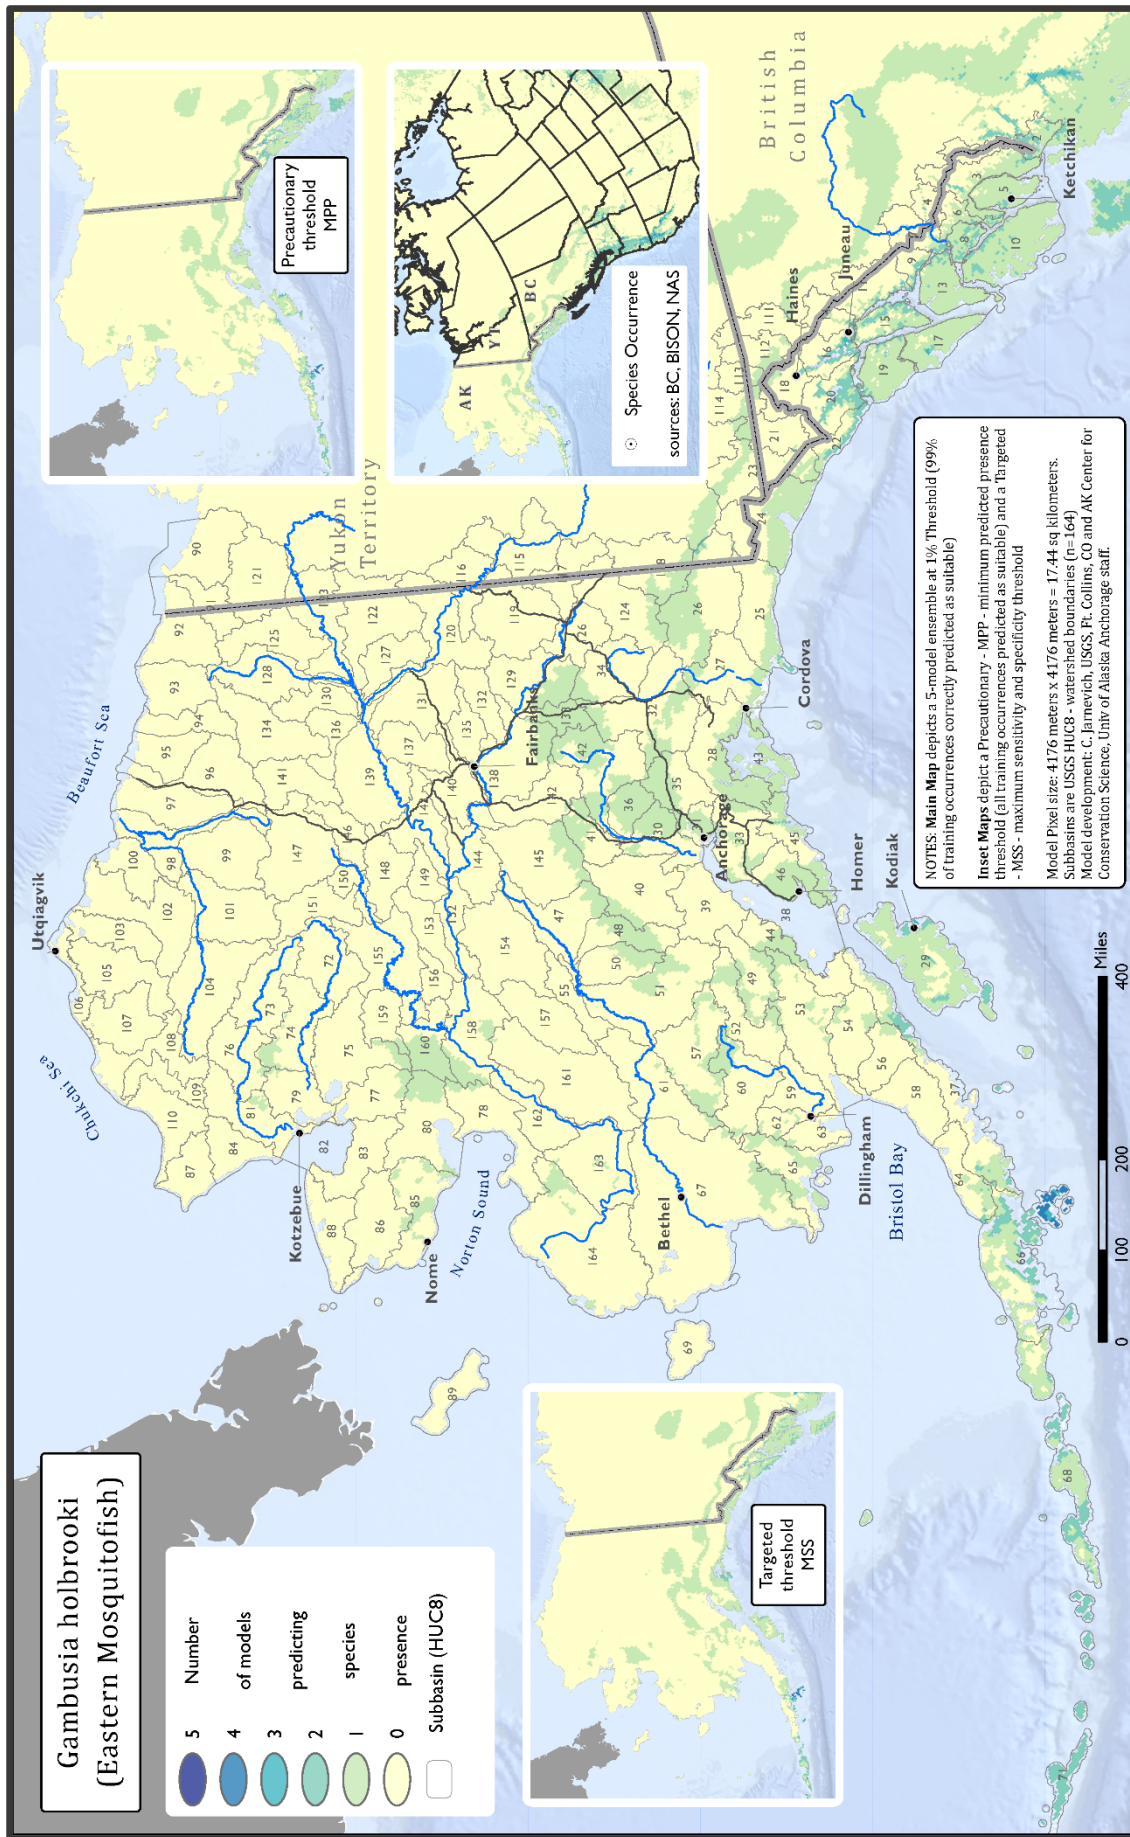 Gambusia holbrooki
(Eastern Mosquitofish)
5 Number
4 of models
3 predicting
2 species
1 presence
0
Subbasin (HUC8)
Beaufort Sea
Chukchi Sea
Utqiagvik
Kotzebue
Nome
Norton Sound
Bethel
Dillingham
Bristol Bay
Fairbanks
Anchorage
Homer
Kodiak
Cordova
Yukon
Territory
Haines
Juneau
Ketchikan
British
Columbia
Precautionary
threshold
MPP
AK
YT
BC
Species Occurrence
sources: BC, BISON, NAS
Targeted
threshold
MSS
NOTES: Main Map depicts a 5-model ensemble at 1% Threshold (99%
of training occurrences correctly predicted as suitable)
Inset Maps depict a Precautionary - MPP - minimum predicted presence
threshold (all training occurrences predicted as suitable) and a Targeted
- MSS - maximum sensitivity and specificity threshold
Model Pixel size: 4176 meters x 4176 meters = 17.44 sq kilometers.
Subbasins are USGS HUC8 - watershed boundaries (n=164)
Model development: C. Jarnevich, USGS, Ft. Collins, CO and AK Center for
Conservation Science, Univ of Alaska Anchorage staff.
0 100 200 400
Miles